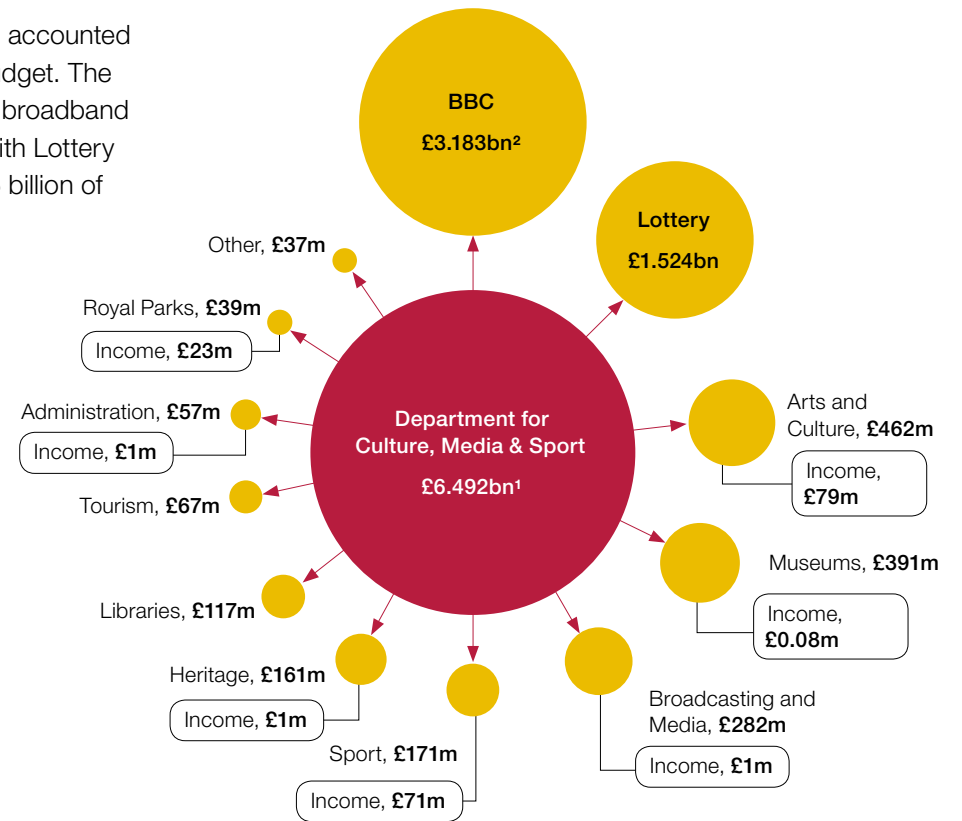 accounted
dget. The
broadband
ith Lottery
billion of
BBC
£3.183bn²
Lottery
£1.524bn
Other, £37m
Royal Parks, £39m
Income, £23m
Administration, £57m
Income, £1m
Tourism, £67m
Libraries, £117m
Heritage, £161m
Income, £1m
Sport, £171m
Income, £71m
Department for
Culture, Media & Sport
£6.492bn¹
Arts and
Culture, £462m
Income,
£79m
Museums, £391m
Income,
£0.08m
Broadcasting and
Media, £282m
Income, £1m